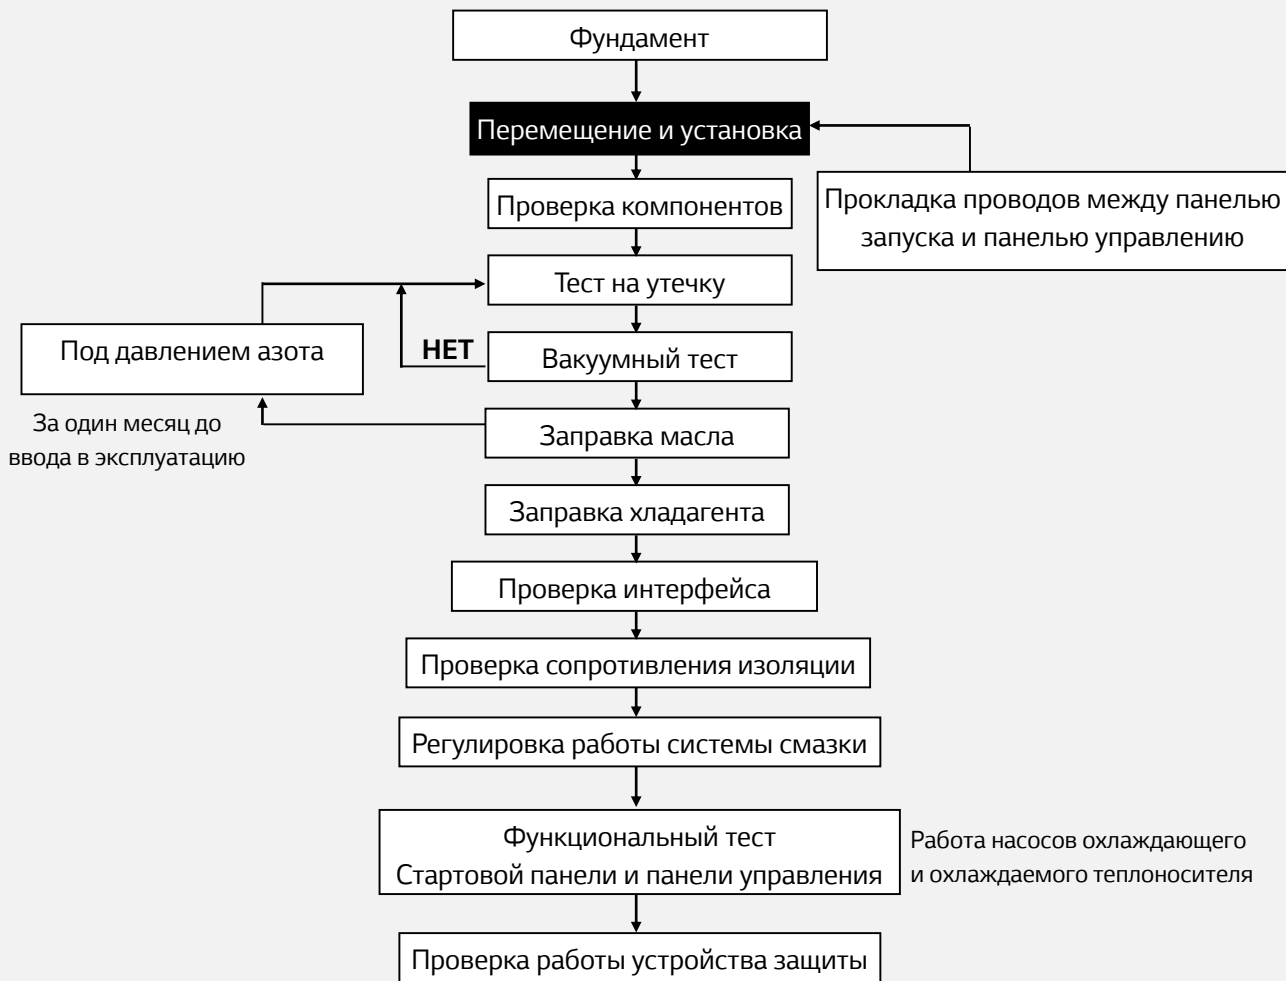 Фундамент
Перемещение и установка
Проверка компонентов
Прокладка проводов между панелью
запуска и панелью управлению
Тест на утечку
Под давлением азота
НЕТ
Вакуумный тест
За один месяц до
ввода в эксплуатацию
Заправка масла
Заправка хладагента
Проверка интерфейса
Проверка сопротивления изоляции
Регулировка работы системы смазки
Функциональный тест
Стартовой панели и панели управления
Работа насосов охлаждающего
и охлаждаемого теплоносителя
Проверка работы устройства защиты